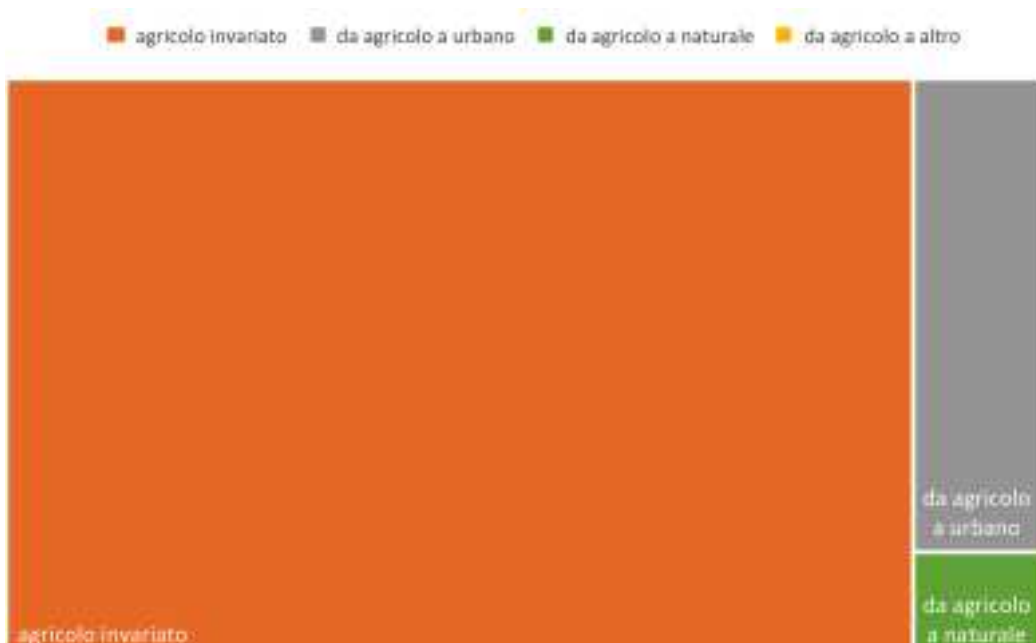 agricolo invariato da agricolo a urbano da agricolo a naturale da agricolo a altro
da agricolo
a urbano
da agricolo
a naturale
agricolo invariato